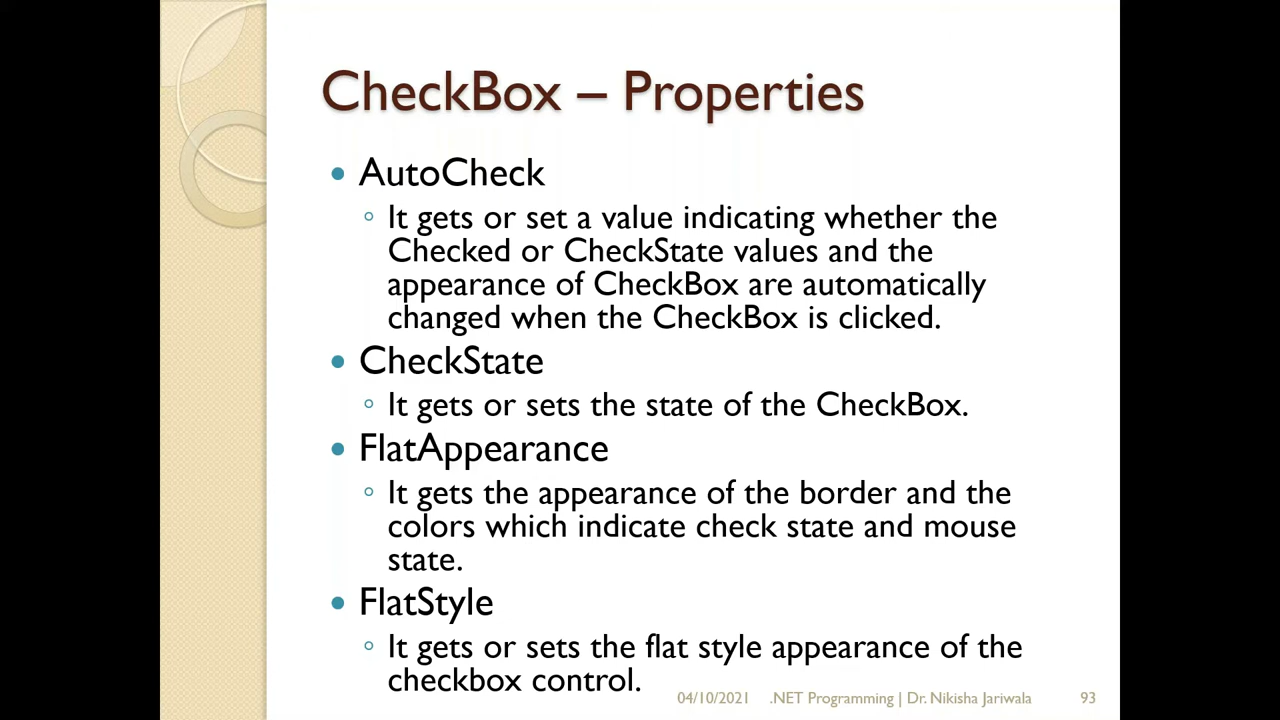 CheckBox – Properties
• AutoCheck
◦ It gets or set a value indicating whether the
Checked or CheckState values and the
appearance of CheckBox are automatically
changed when the CheckBox is clicked.
• CheckState
◦ It gets or sets the state of the CheckBox.
• FlatAppearance
◦ It gets the appearance of the border and the
colors which indicate check state and mouse
state.
• FlatStyle
◦ It gets or sets the flat style appearance of the
checkbox control.
04/10/2021 .NET Programming | Dr. Nikisha Jariwala 93